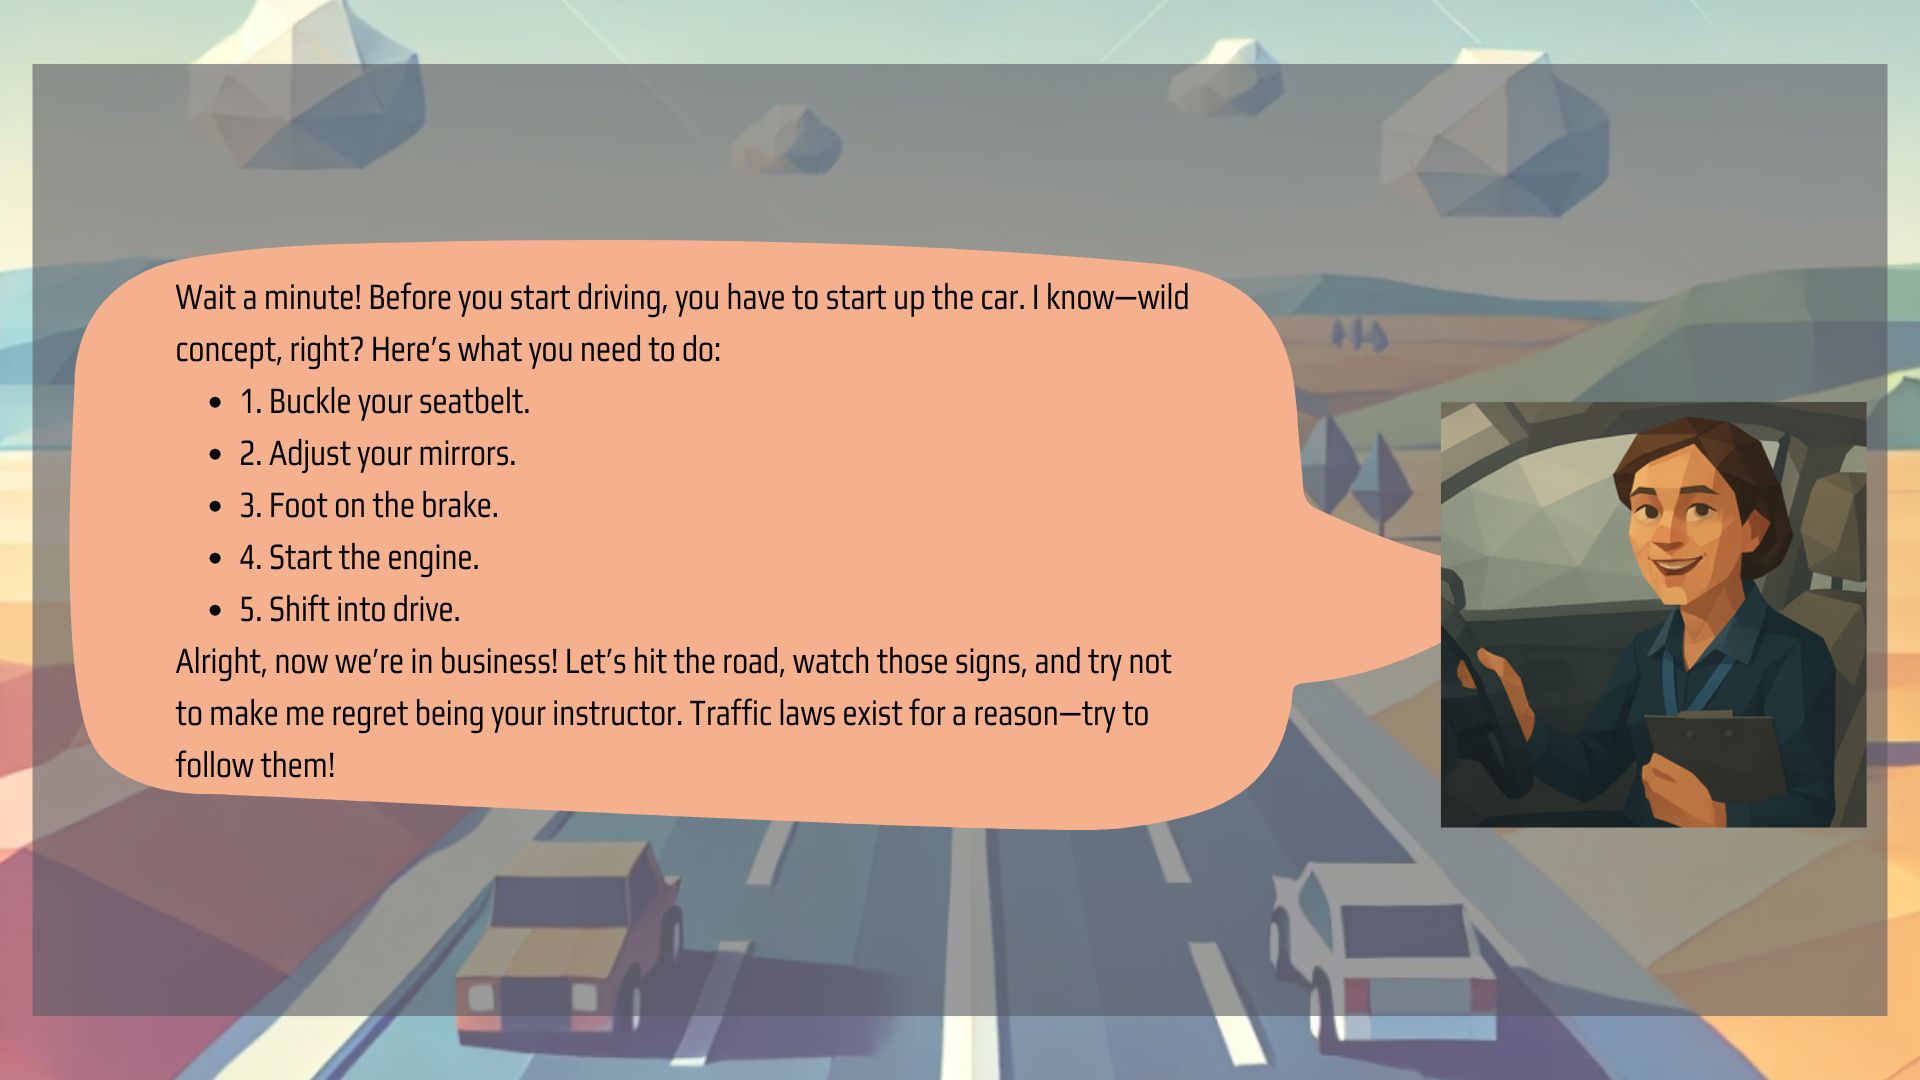 Wait a minute! Before you start driving, you have to start up the car. I know—wild
concept, right? Here’s what you need to do:
• 1. Buckle your seatbelt.
• 2. Adjust your mirrors.
• 3. Foot on the brake.
• 4. Start the engine.
• 5. Shift into drive.
Alright, now we’re in business! Let’s hit the road, watch those signs, and try not
to make me regret being your instructor. Traffic laws exist for a reason—try to
follow them!